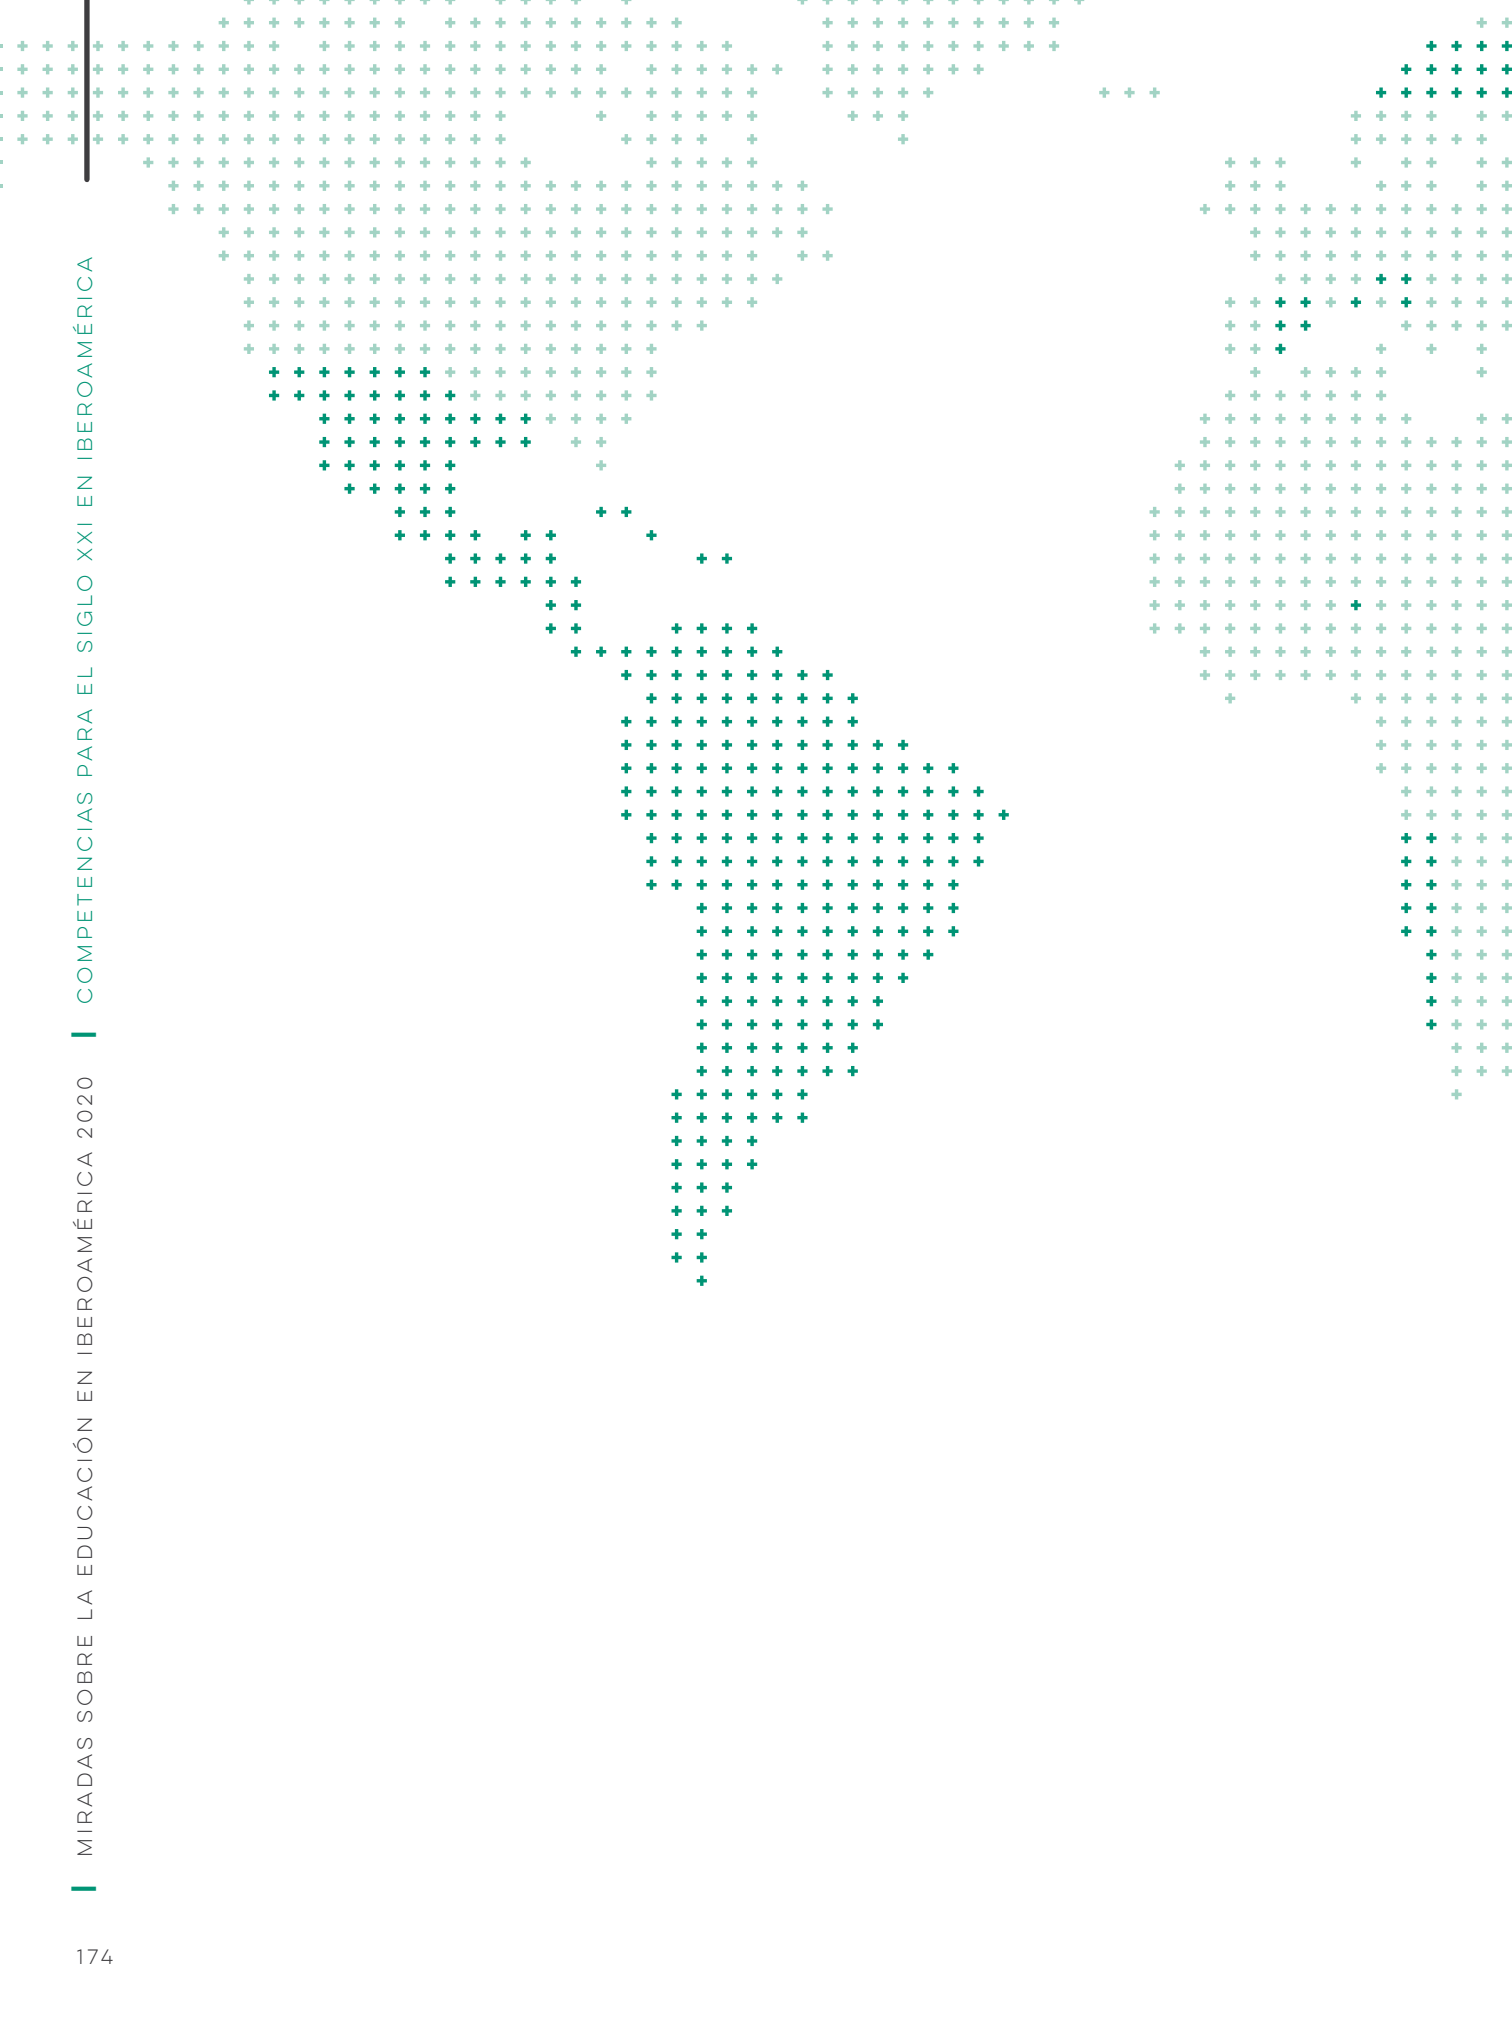 COMPETENCIAS PARA EL SIGLO XXI EN IBEROAMÉRICA
MIRADAS SOBRE LA EDUCACIÓN EN IBEROAMÉRICA 2020
174